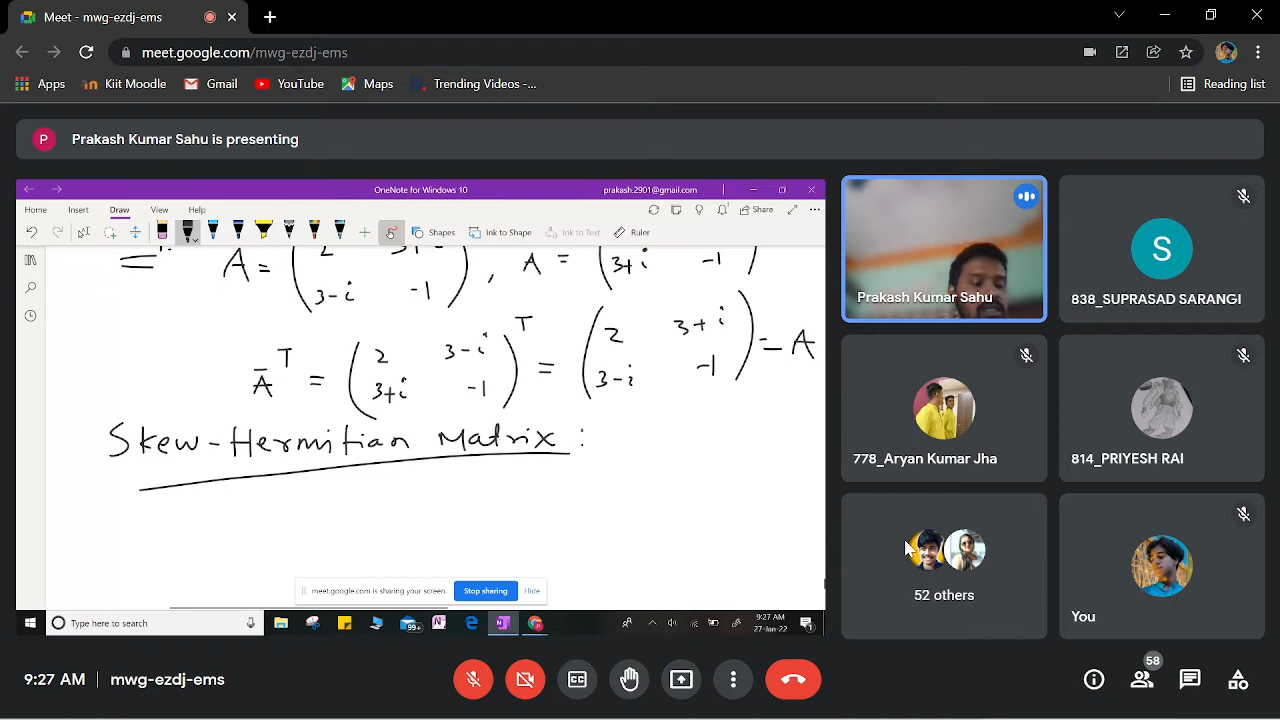 Meet - mwg-ezdj-ems
meet.google.com/mwg-ezdj-ems
Apps Kiit Moodle Gmail YouTube Maps Trending Videos -... Reading list
P Prakash Kumar Sahu is presenting
OneNote for Windows 10 prakash.2901@gmail.com
Home Insert Draw View Help Share
Shapes Ink to Shape Ink to Text Ruler
A = ( 2 3+ , A =
3-i -1 ) 3+i -1 )
Ā^T = ( 2 3-i )^T = ( 2 3+i ) = A
3+i -1 3-i -1
Skew-Hermitian Matrix :
meet.google.com is sharing your screen. Stop sharing Hide
Type here to search 99+ 9:27 AM
27-Jan-22
Prakash Kumar Sahu
S
838_SUPRASAD SARANGI
778_Aryan Kumar Jha
814_PRIYESH RAI
52 others
You
9:27 AM | mwg-ezdj-ems CC 58